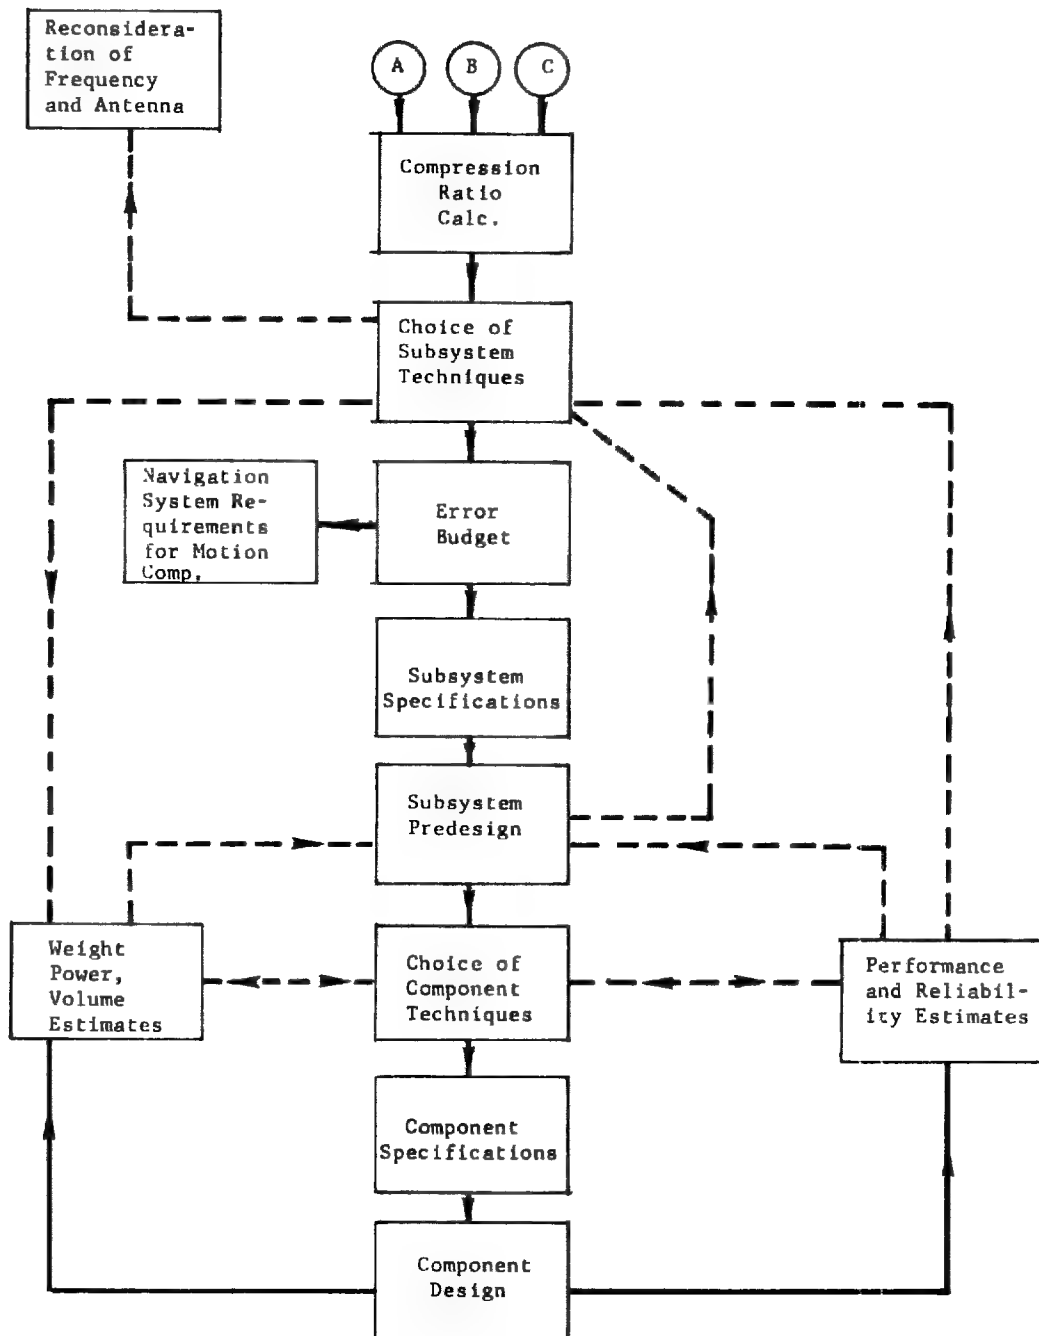 Reconsidera-
tion of
Frequency
and Antenna
A B C
Compression
Ratio
Calc.
Choice of
Subsystem
Techniques
Navigation
System Re-
quirements
for Motion
Comp.
Error
Budget
Subsystem
Specifications
Subsystem
Predesign
Weight
Power,
Volume
Estimates
Choice of
Component
Techniques
Performance
and Reliabil-
ity Estimates
Component
Specifications
Component
Design